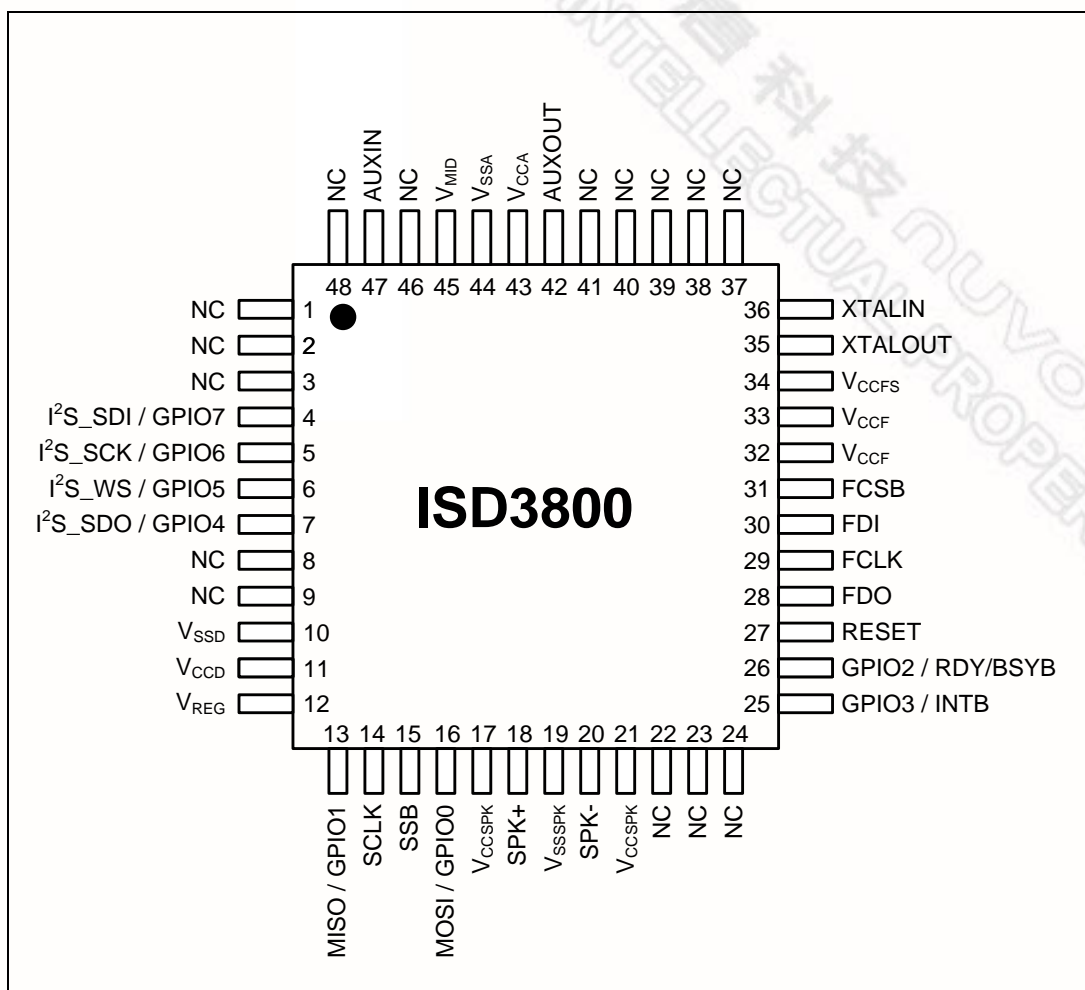 NC
AUXIN
NC
VMID
VSSA
VCCA
AUXOUT
NC
NC
NC
NC
NC
48 47 46 45 44 43 42 41 40 39 38 37
NC 1
NC 2
NC 3
I²S_SDI / GPIO7 4
I²S_SCK / GPIO6 5
I²S_WS / GPIO5 6
I²S_SDO / GPIO4 7
NC 8
NC 9
VSSD 10
VCCD 11
VREG 12
ISD3800
36 XTALIN
35 XTALOUT
34 VCCFS
33 VCCF
32 VCCF
31 FCSB
30 FDI
29 FCLK
28 FDO
27 RESET
26 GPIO2 / RDY/BSYB
25 GPIO3 / INTB
13 14 15 16 17 18 19 20 21 22 23 24
MISO / GPIO1
SCLK
SSB
MOSI / GPIO0
VCCSPK
SPK+
VSSSPK
SPK-
VCCSPK
NC
NC
NC
科技
INTELLECTUAL